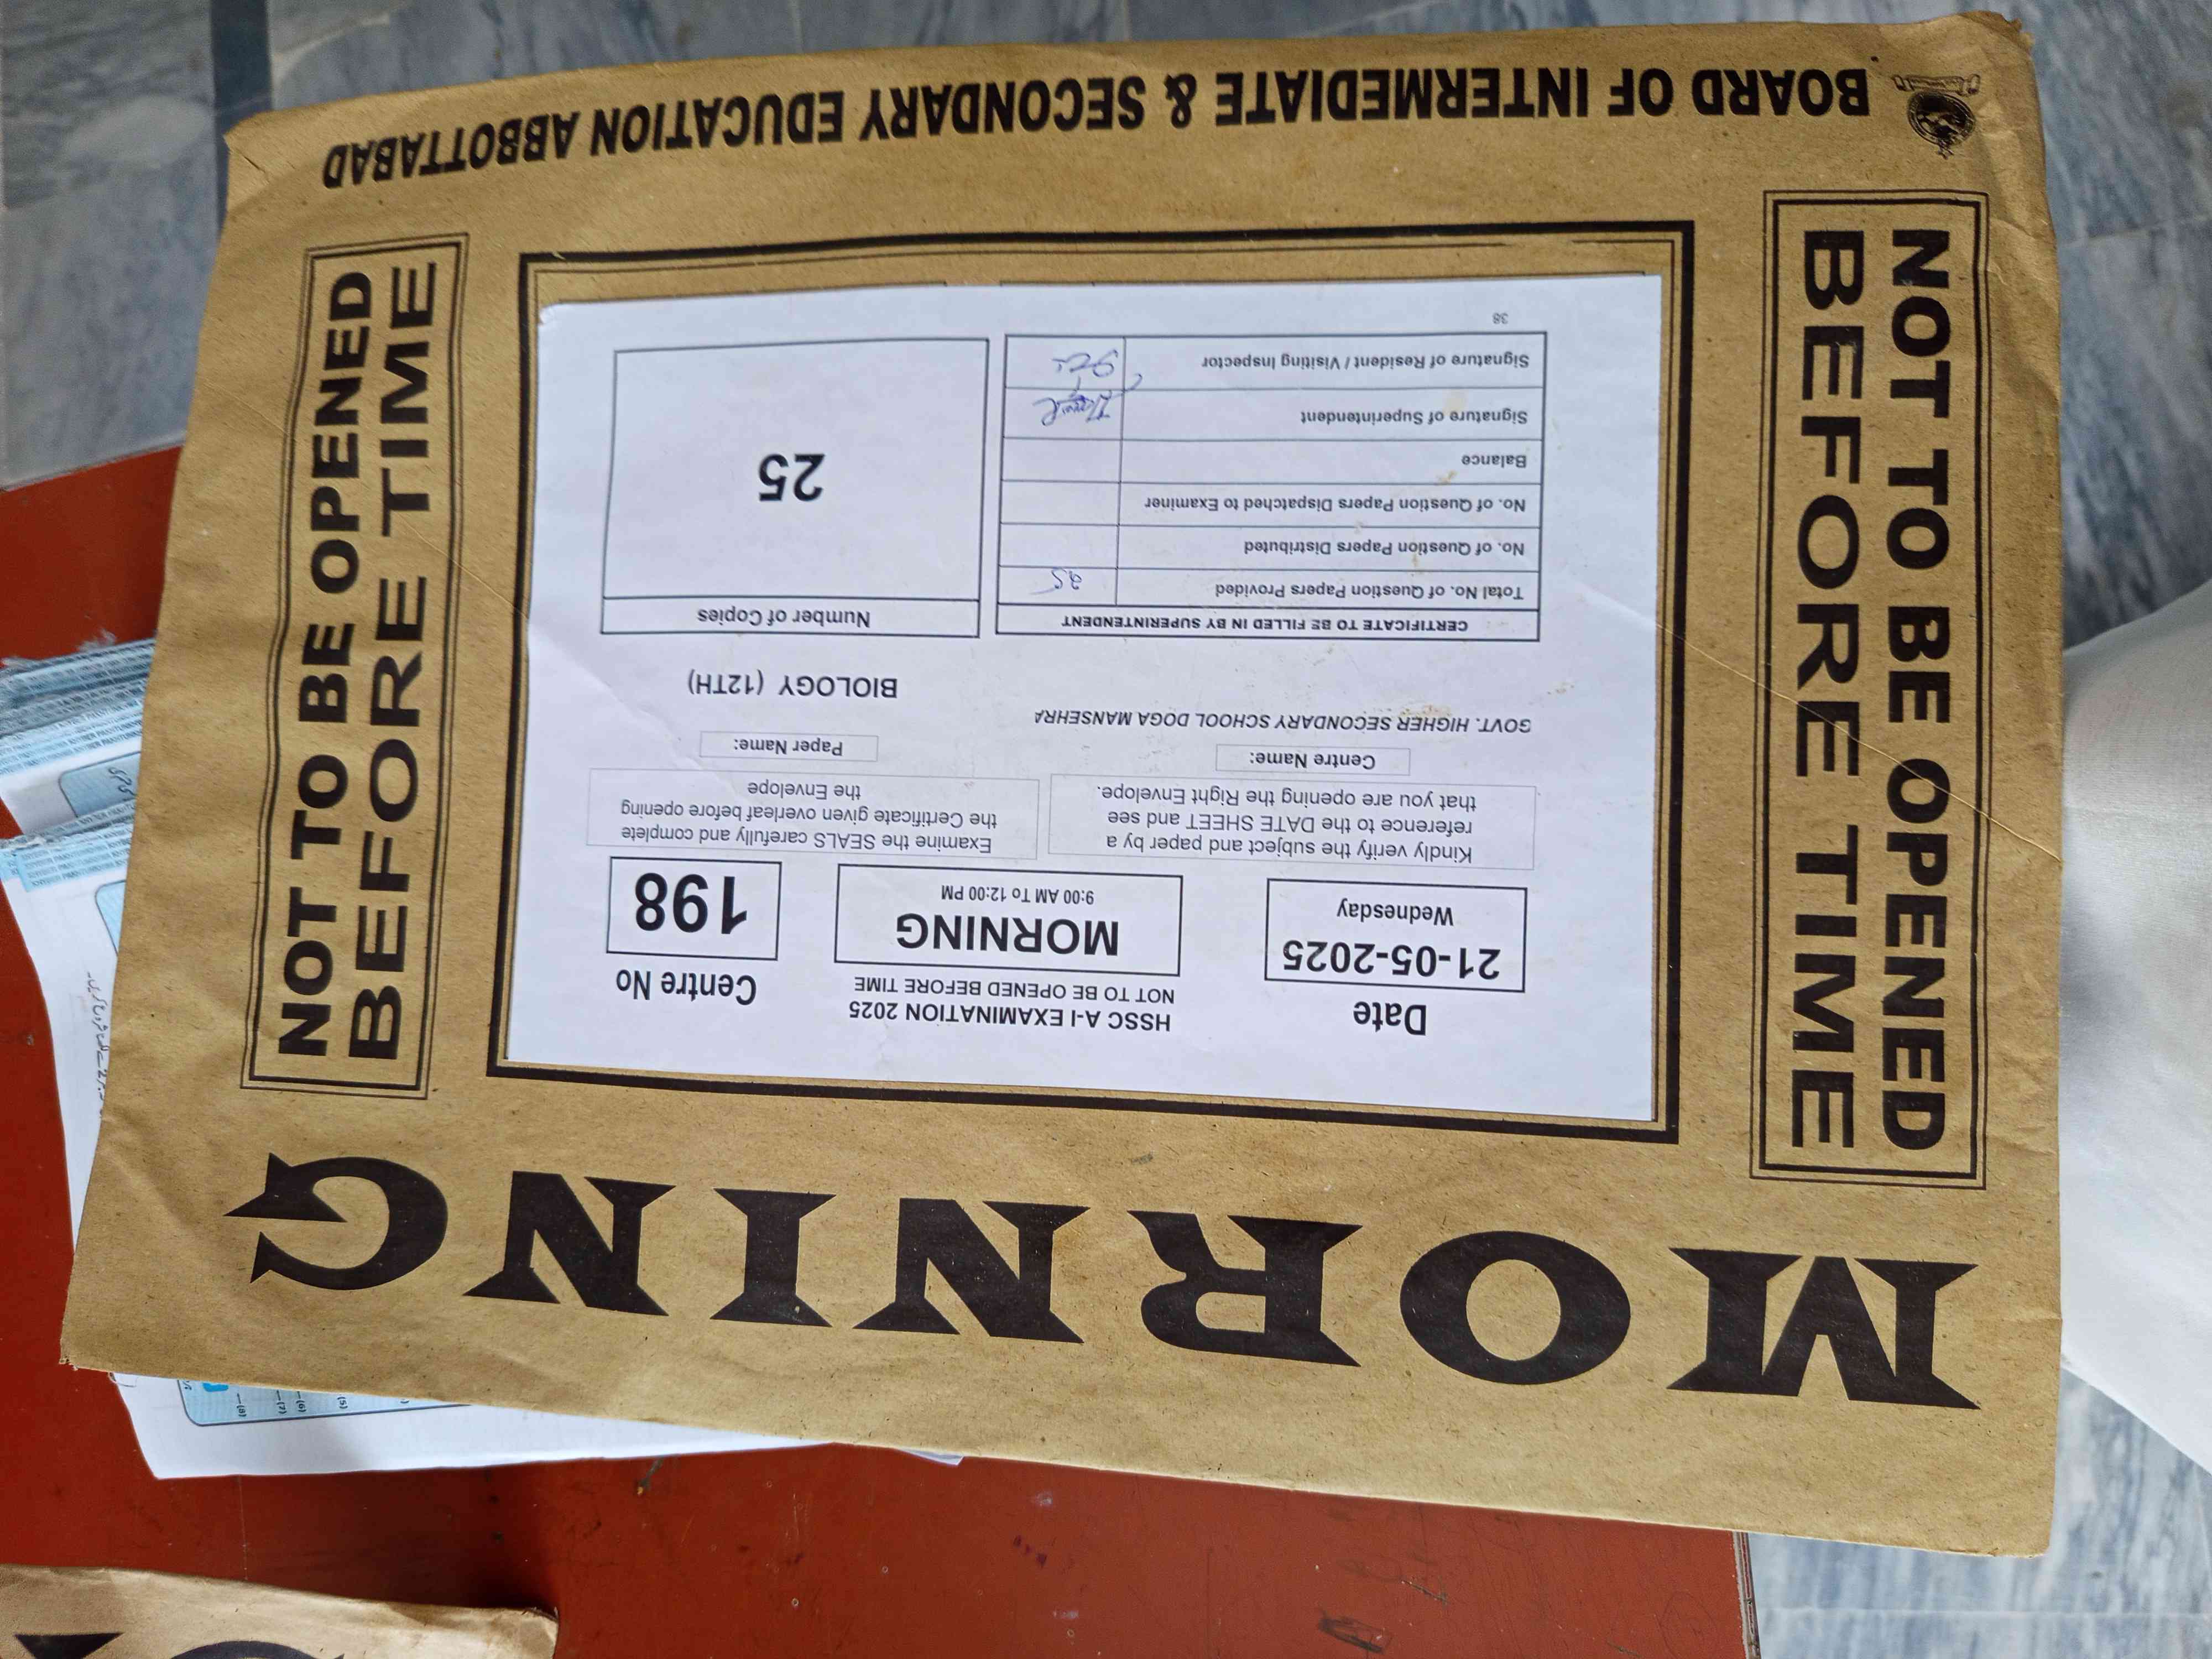 BOARD OF INTERMEDIATE & SECONDARY EDUCATION ABBOTTABAD
MORNING
NOT TO BE OPENED
BEFORE TIME
NOT TO BE OPENED
BEFORE TIME
Date
21-05-2025
Wednesday
HSSC A-I EXAMINATION 2025
NOT TO BE OPENED BEFORE TIME
MORNING
9:00 AM To 12:00 PM
Centre No
198
Kindly verify the subject and paper by a
reference to the DATE SHEET and see
that you are opening the Right Envelope.
Examine the SEALS carefully and complete
the Certificate given overleaf before opening
the Envelope
Centre Name:
GOVT. HIGHER SECONDARY SCHOOL DOGA MANSEHRA
Paper Name:
BIOLOGY (12TH)
CERTIFICATE TO BE FILLED IN BY SUPERINTENDENT
Total No. of Question Papers Provided 25
No. of Question Papers Distributed
No. of Question Papers Dispatched to Examiner
Balance
Signature of Superintendent
Signature of Resident / Visiting Inspector
38
Number of Copies
25